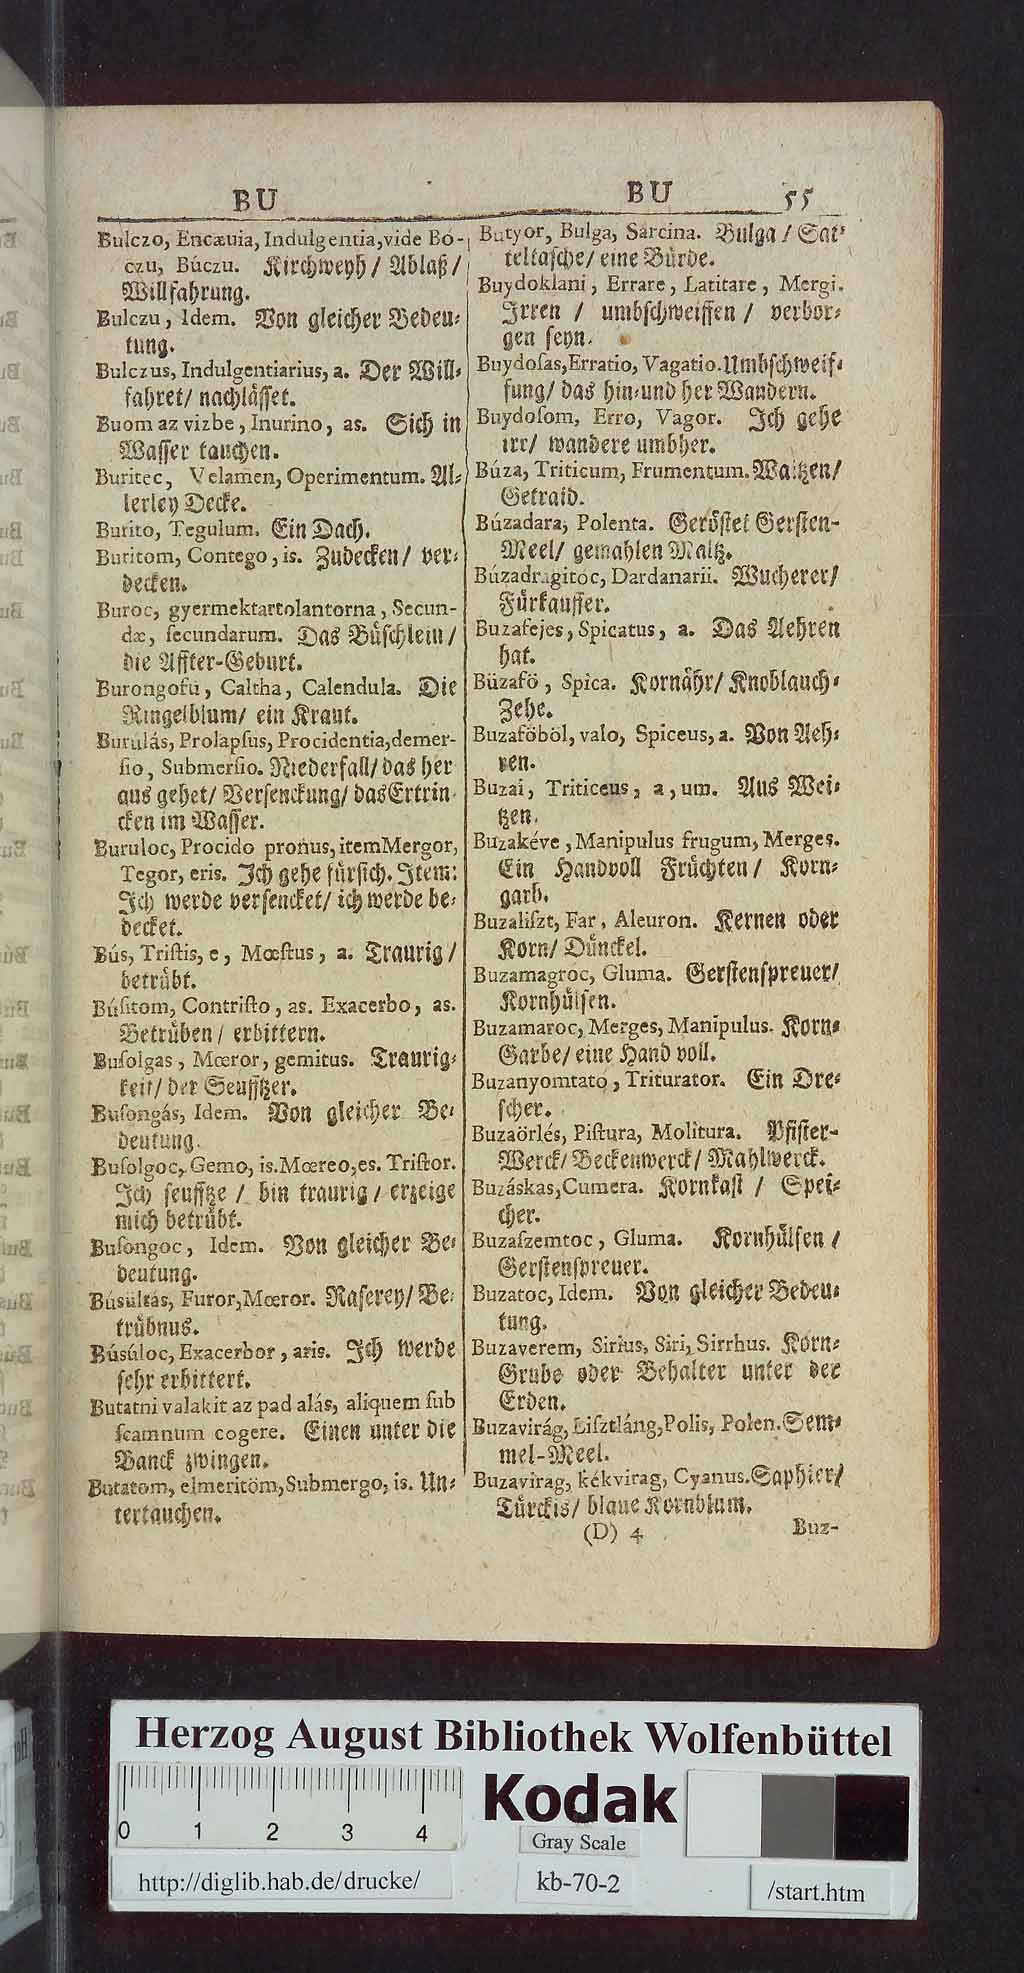 BU
Bulczo, Encævia, Indulgentia, vide Bó-
czu, Búczu. Kirchweyh/ Ablaß/
Willfahrung.
Bulczu, Idem. Von gleicher Bedeu-
tung.
Bulczus, Indulgentiarius, a. Der Will-
fahret/ nachlässet.
Buom az vizbe, Inurino, as. Sich in
Wasser tauchen.
Buritec, Velamen, Operimentum. Al-
lerley Decke.
Burito, Tegulum. Ein Dach.
Buritom, Contego, is. Zudecken/ ver-
decken.
Buroc, gyermektartolantorna, Secun-
dæ, ſecundarum. Das Büschlein/
die Affter-Geburt.
Burongofü, Caltha, Calendula. Die
Ringelblum/ ein Kraut.
Burulás, Prolapſus, Procidentia, demer-
ſio, Submerſio. Niederfall/ das her
aus gehet/ Versenckung/ das Ertrin-
cken im Wasser.
Buruloc, Procido pronus, item Mergor,
Tegor, eris. Ich gehe fürsich. Item:
Ich werde versencket/ ich werde be-
decket.
Bús, Triſtis, e, Mœſtus, a. Traurig/
betrübt.
Búſitom, Contriſto, as. Exacerbo, as.
Betrüben/ erbittern.
Buſolgas, Mœror, gemitus. Traurig-
keit/ der Seufftzer.
Buſongás, Idem. Von gleicher Be-
deutung.
Buſolgoc, Gemo, is. Mœreo, es. Triſtor.
Ich seufftze/ bin traurig/ erzeige
mich betrübt.
Buſongoc, Idem. Von gleicher Be-
deutung.
Búsultás, Furor, Mœror. Raserey/ Be-
trübnus.
Búsúloc, Exacerbor, aris. Ich werde
sehr erbittert.
Butatni valakit az pad alás, aliquem ſub
ſcamnum cogere. Einen unter die
Banck zwingen.
Butatom, elmeritöm, Submergo, is. Un-
tertauchen.
BU 55
Butyor, Bulga, Sarcina. Bulga/ Sat-
teltasche/ eine Bürde.
Buydoklani, Errare, Latitare, Mergi.
Irren / umbschweiffen / verbor-
gen seyn.
Buydoſas, Erratio, Vagatio. Umbschweif-
fung/ das hin-und her Wandern.
Buydoſom, Erro, Vagor. Ich gehe
irr/ wandere umbher.
Búza, Triticum, Frumentum. Waitzen/
Getraid.
Búzadara, Polenta. Geröstet Gersten-
Meel/ gemahlen Maltz.
Búzadragitoc, Dardanarii. Wucherer/
Fürkauffer.
Buzafejes, Spicatus, a. Das Aehren
hat.
Büzafö, Spica. Kornähr/ Knoblauch-
Zehe.
Buzaföböl, valo, Spiceus, a. Von Aeh-
ren.
Buzai, Triticeus, a, um. Aus Wei-
tzen.
Buzakéve, Manipulus frugum, Merges.
Ein Handvoll Früchten/ Korn-
garb.
Buzaliſzt, Far, Aleuron. Kernen oder
Korn/ Dünckel.
Buzamagroc, Gluma. Gerstenspreuer/
Kornhülsen.
Buzamaroc, Merges, Manipulus. Korn-
Garbe/ eine Hand voll.
Buzanyomtato, Triturator. Ein Dre-
scher.
Buzaörlés, Piſtura, Molitura. Pfister-
Werck/ Beckenwerck/ Mahlwerck.
Buzáskas, Cumera. Kornkast / Spei-
cher.
Buzaſzemtoc, Gluma. Kornhülsen /
Gerstenspreuer.
Buzatoc, Idem. Von gleicher Bedeu-
tung.
Buzaverem, Sirius, Siri, Sirrhus. Korn-
Grube oder Behalter unter der
Erden.
Buzavirág, Liſztláng, Polis, Polen. Sem-
mel-Meel.
Buzavirag, kékvirag, Cyanus. Saphier/
Türckis/ blaue Kornblum.
(D) 4 Buz-
Herzog August Bibliothek Wolfenbüttel
Kodak
0 1 2 3 4
Gray Scale
http://diglib.hab.de/drucke/
kb-70-2
/start.htm